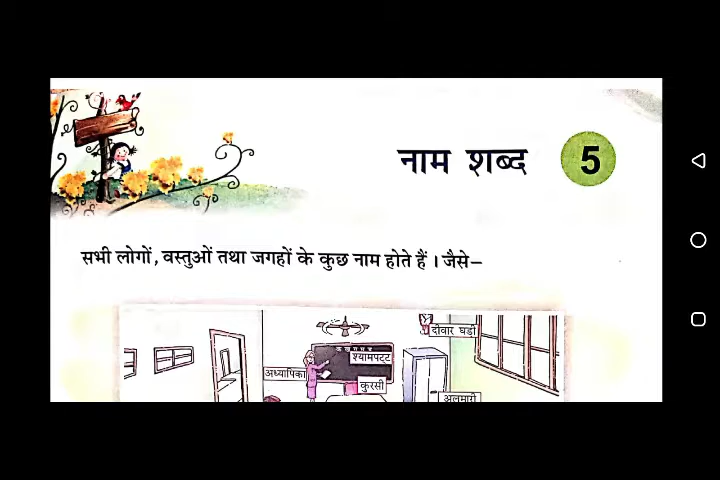 नाम शब्द 5
सभी लोगों, वस्तुओं तथा जगहों के कुछ नाम होते हैं । जैसे–
दीवार घड़ी
क ख ग घ ङ
श्यामपट्ट
अध्यापिका
कुरसी
अलमारी